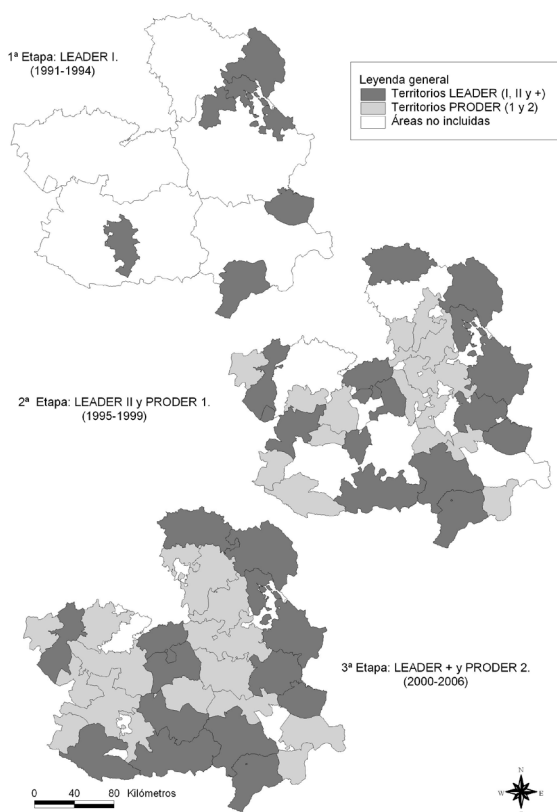 1ª Etapa: LEADER I.
(1991-1994)
Leyenda general
Territorios LEADER (I, II y +)
Territorios PRODER (1 y 2)
Áreas no incluidas
2ª Etapa: LEADER II y PRODER 1.
(1995-1999)
3ª Etapa: LEADER + y PRODER 2.
(2000-2006)
0 40 80 Kilómetros
N
W E
S